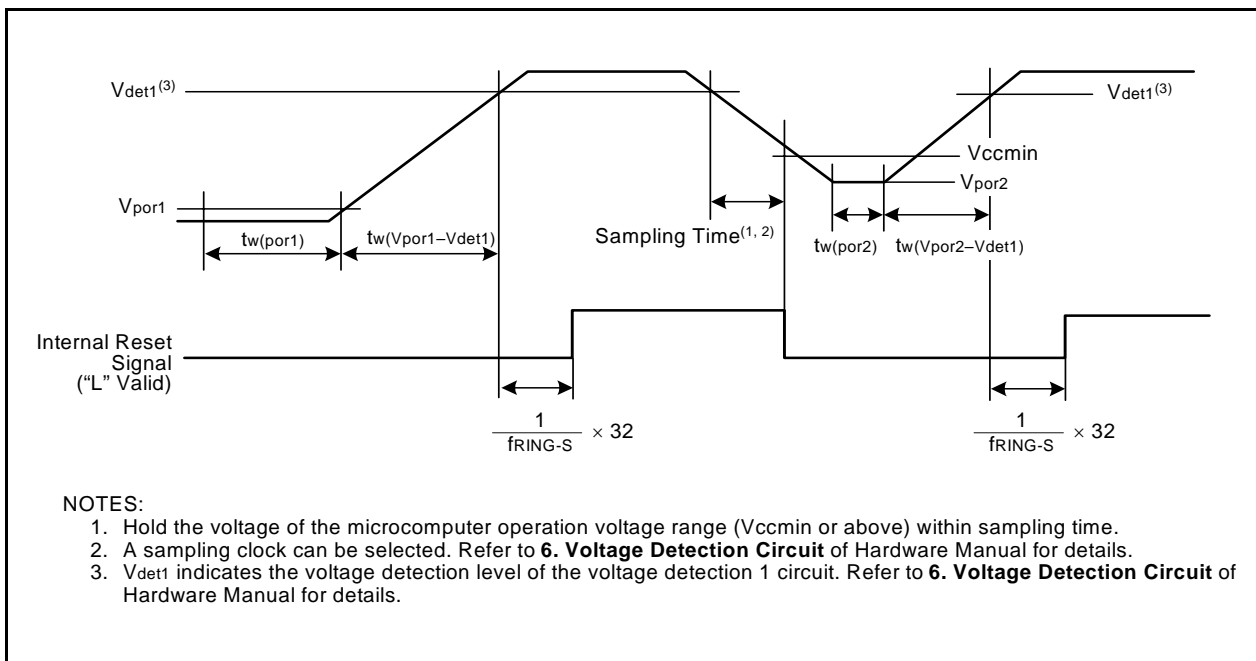 Vdet1(3)
Vdet1(3)
Vccmin
Vpor1
Vpor2
tw(por1)
tw(Vpor1–Vdet1)
Sampling Time(1, 2)
tw(por2)
tw(Vpor2–Vdet1)
Internal Reset
Signal
(“L” Valid)
1
fRING-S
× 32
1
fRING-S
× 32
NOTES:
1. Hold the voltage of the microcomputer operation voltage range (Vccmin or above) within sampling time.
2. A sampling clock can be selected. Refer to 6. Voltage Detection Circuit of Hardware Manual for details.
3. Vdet1 indicates the voltage detection level of the voltage detection 1 circuit. Refer to 6. Voltage Detection Circuit of
Hardware Manual for details.